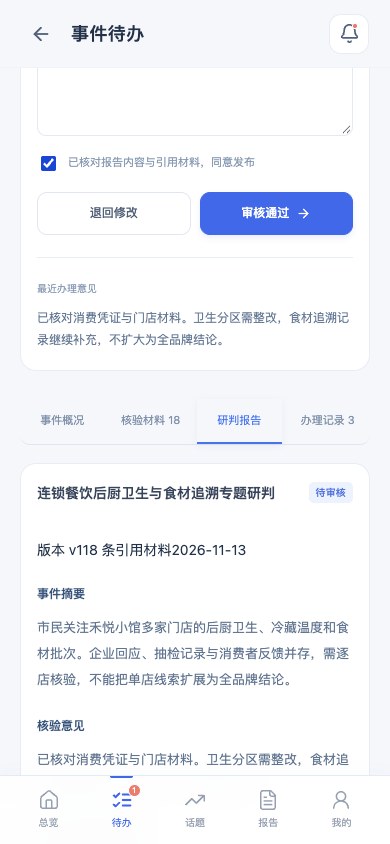 事件待办
已核对报告内容与引用材料，同意发布
退回修改
审核通过
最近办理意见
已核对消费凭证与门店材料。卫生分区需整改，食材追溯记
录继续补充，不扩大为全品牌结论。
事件概况
核验材料 18
研判报告
办理记录 3
连锁餐饮后厨卫生与食材追溯专题研判
待审核
版本 v118 条引用材料2026-11-13
事件摘要
市民关注禾悦小馆多家门店的后厨卫生、冷藏温度和食
材批次。企业回应、抽检记录与消费者反馈并存，需逐
店核验，不能把单店线索扩展为全品牌结论。
核验意见
已核对消费凭证与门店材料。卫生分区需整改，食材追
1
总览
待办
话题
报告
我的